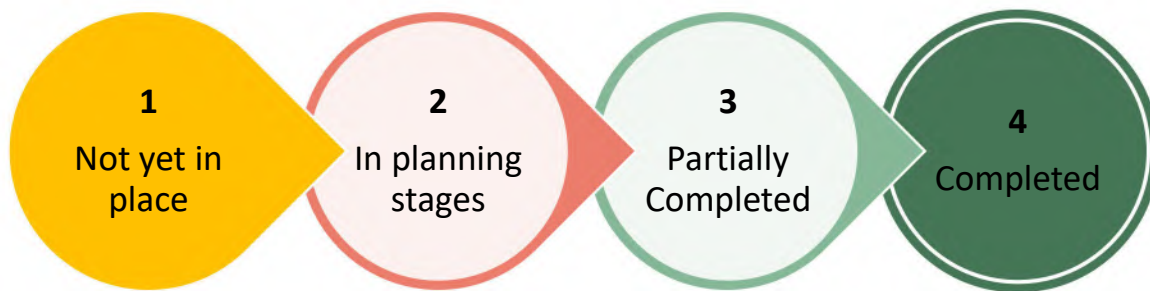 1
Not yet in
place
2
In planning
stages
3
Partially
Completed
4
Completed